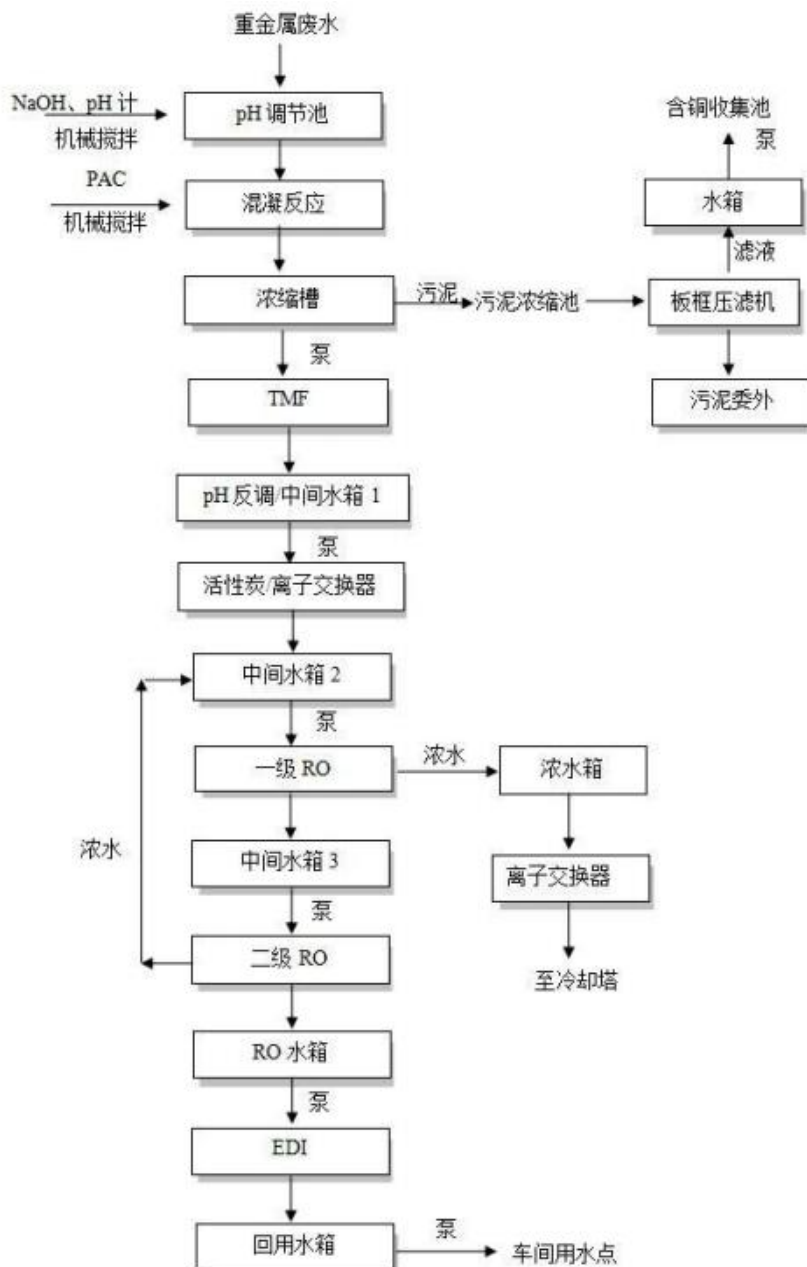 重金属废水
NaOH、pH 计
机械搅拌
pH 调节池
PAC
机械搅拌
混凝反应
浓缩槽
污泥
污泥浓缩池
板框压滤机
滤液
水箱
泵
含铜收集池
污泥委外
泵
TMF
pH 反调/中间水箱 1
泵
活性炭/离子交换器
中间水箱 2
泵
一级 RO
浓水
浓水箱
离子交换器
至冷却塔
中间水箱 3
泵
二级 RO
浓水
RO 水箱
泵
EDI
回用水箱
泵
车间用水点